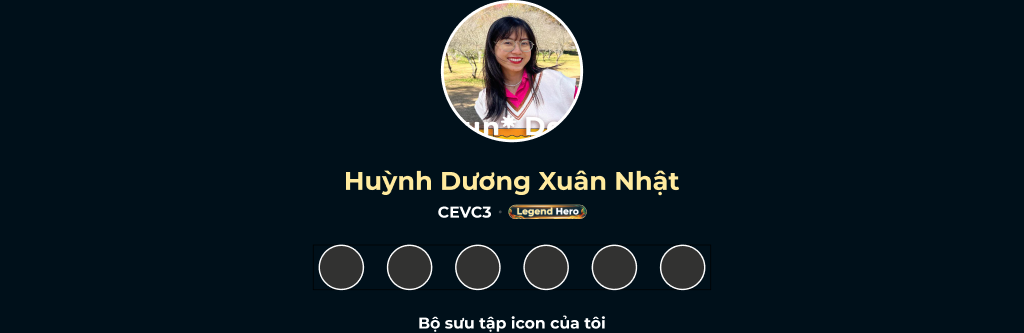 Huỳnh Dương Xuân Nhật
CEVC3 · Legend Hero
Bộ sưu tập icon của tôi